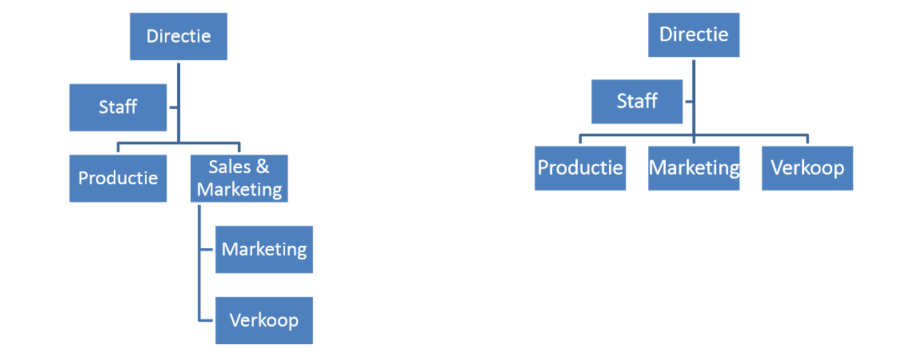 Directie
Staff
Productie
Sales &
Marketing
Marketing
Verkoop
Directie
Staff
Productie
Marketing
Verkoop